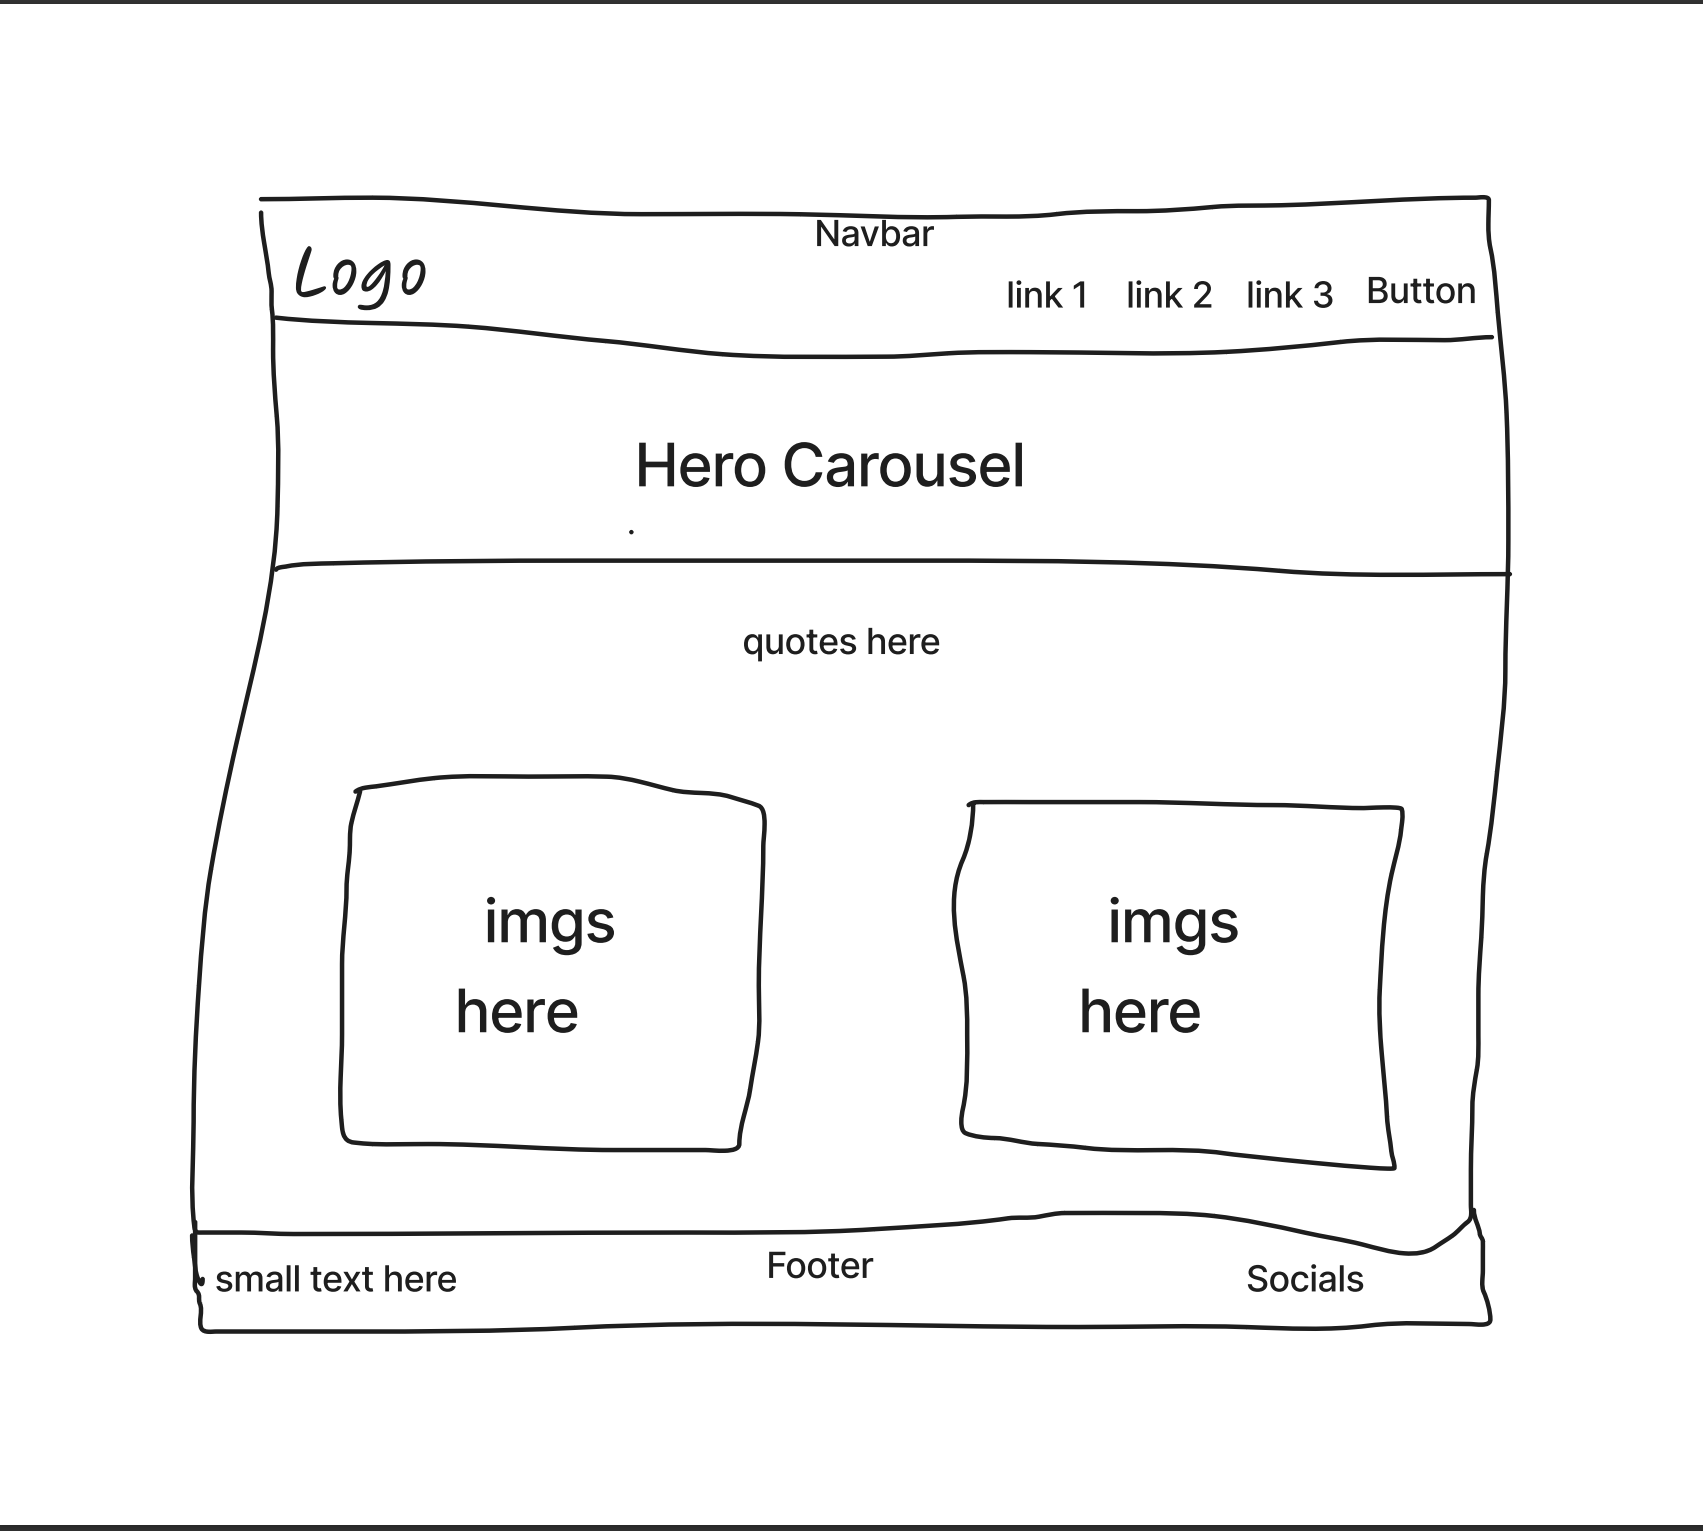 Navbar
Logo
link 1 link 2 link 3 Button
Hero Carousel
quotes here
imgs
here
imgs
here
small text here
Footer
Socials